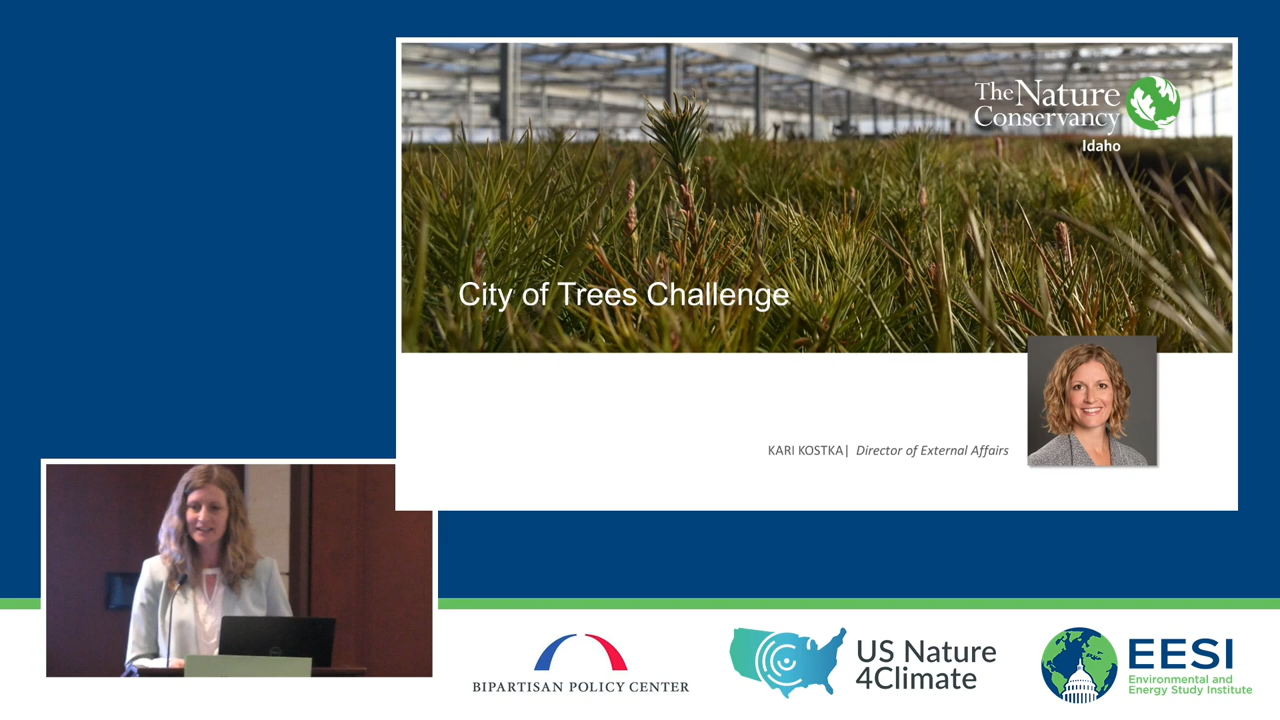 The Nature
Conservancy
Idaho
City of Trees Challenge
KARI KOSTKA| Director of External Affairs
BIPARTISAN POLICY CENTER
US Nature
4Climate
EESI
Environmental and
Energy Study Institute